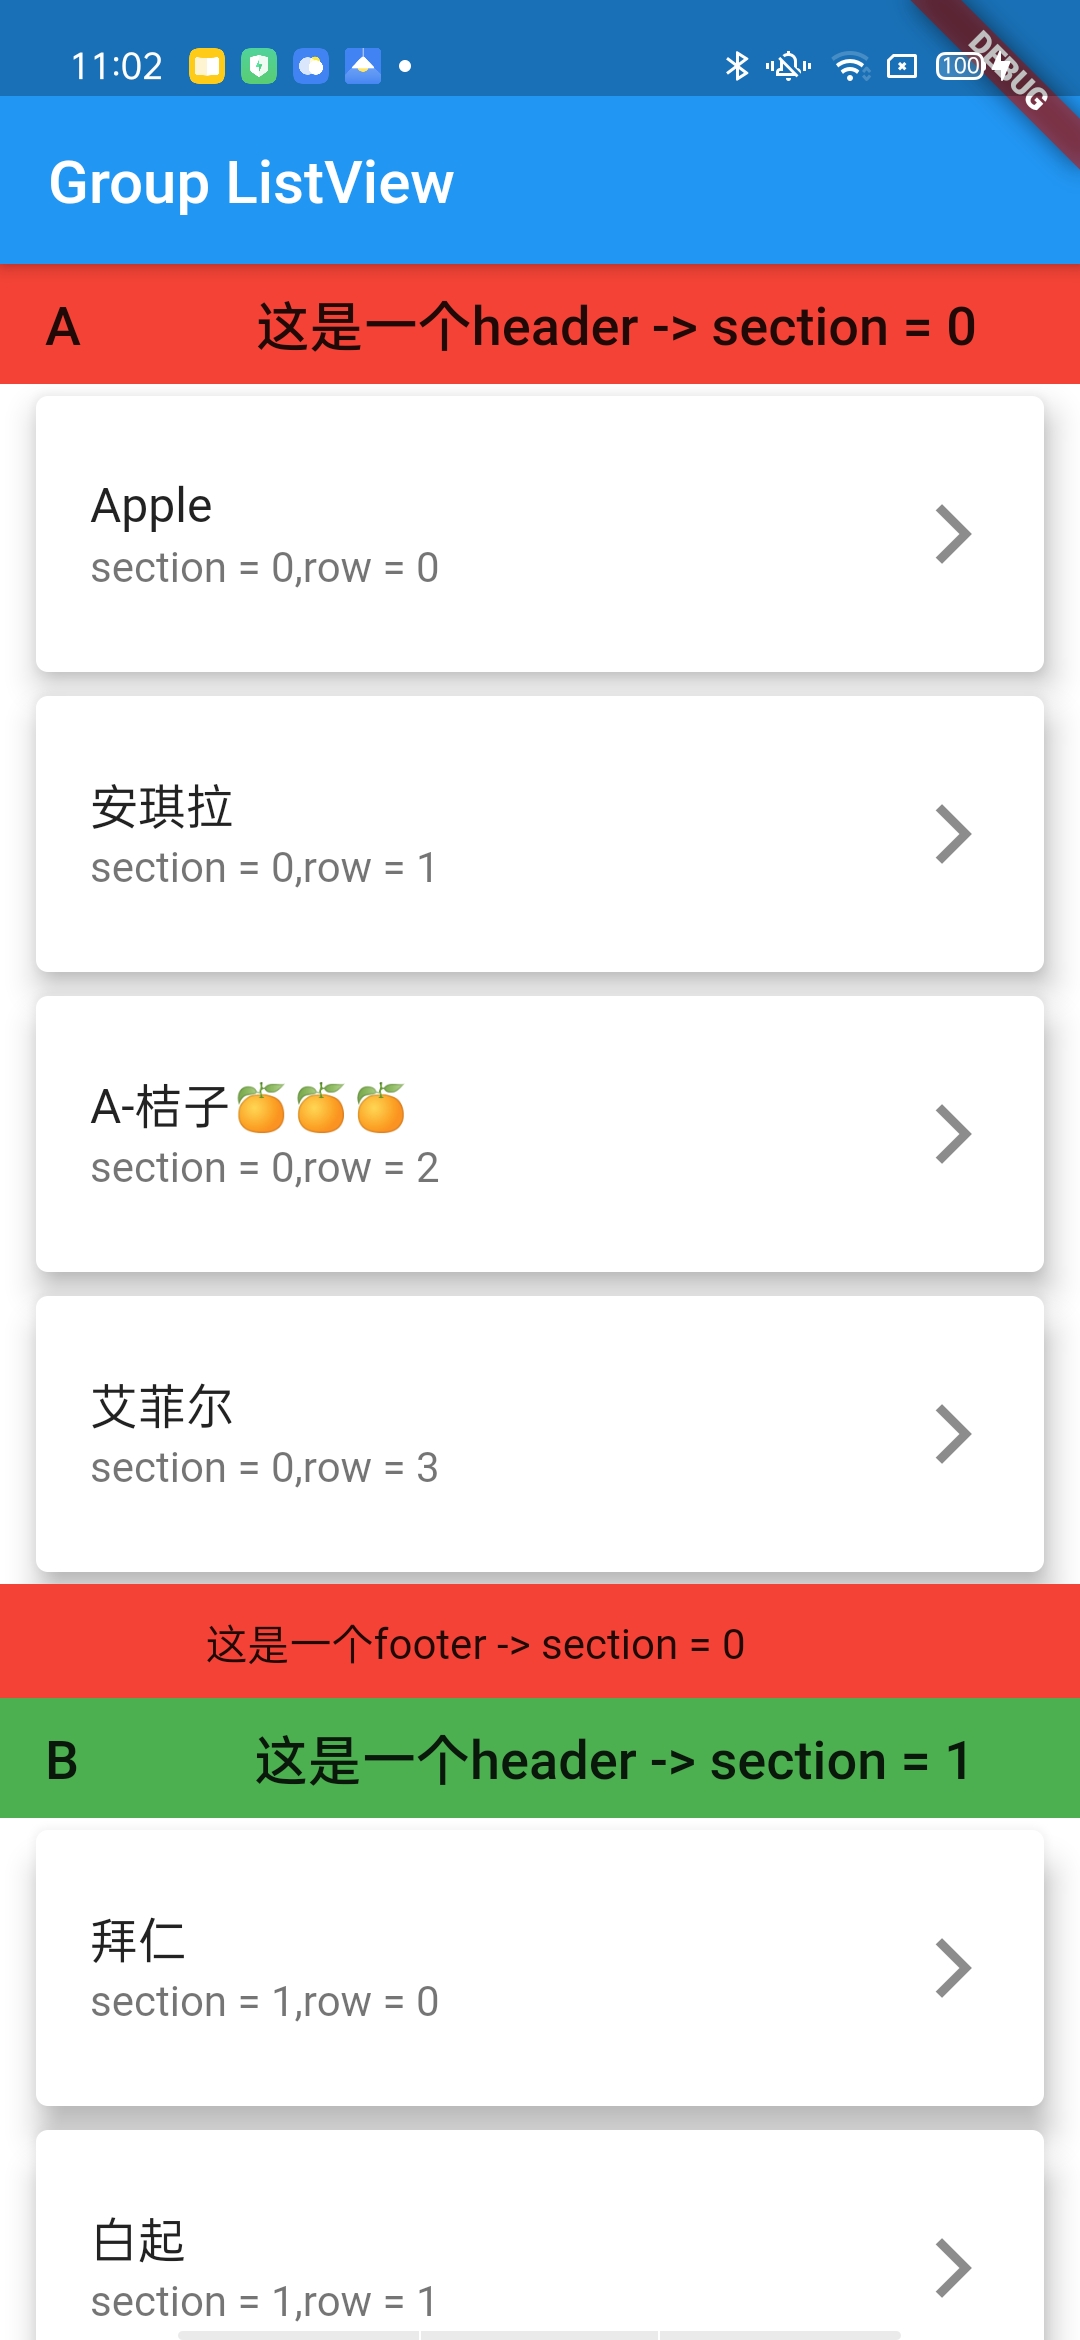 11:02
100
DEBUG
Group ListView
A 这是一个header -> section = 0
Apple
section = 0,row = 0
安琪拉
section = 0,row = 1
A-桔子🍊🍊🍊
section = 0,row = 2
艾菲尔
section = 0,row = 3
这是一个footer -> section = 0
B 这是一个header -> section = 1
拜仁
section = 1,row = 0
白起
section = 1,row = 1